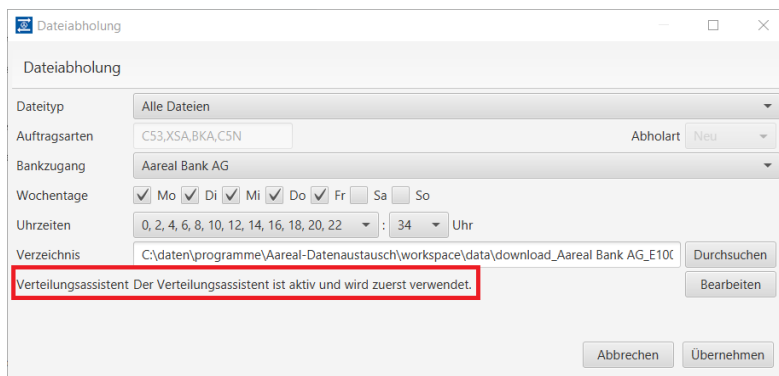 Dateiabholung
Dateiabholung
Dateityp Alle Dateien
Auftragsarten C53,XSA,BKA,C5N Abholart Neu
Bankzugang Aareal Bank AG
Wochentage Mo Di Mi Do Fr Sa So
Uhrzeiten 0, 2, 4, 6, 8, 10, 12, 14, 16, 18, 20, 22 : 34 Uhr
Verzeichnis C:\daten\programme\Aareal-Datenaustausch\workspace\data\download_Aareal Bank AG_E10 Durchsuchen
Verteilungsassistent Der Verteilungsassistent ist aktiv und wird zuerst verwendet. Bearbeiten
Abbrechen Übernehmen